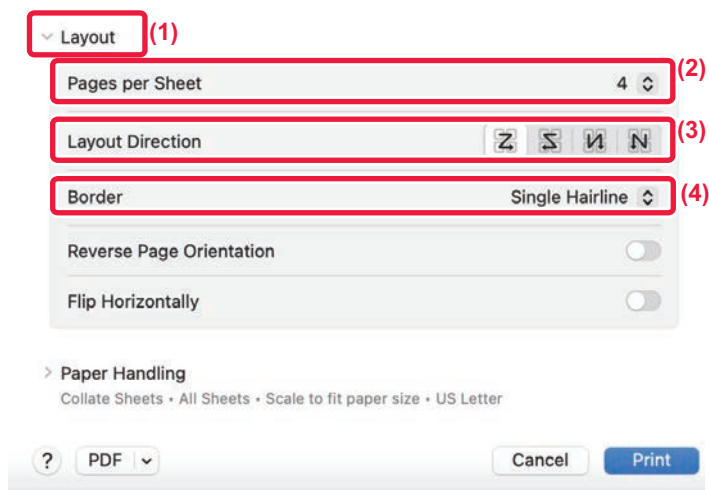 Layout (1)
Pages per Sheet 4 (2)
Layout Direction (3)
Border Single Hairline (4)
Reverse Page Orientation
Flip Horizontally
Paper Handling
Collate Sheets • All Sheets • Scale to fit paper size • US Letter
? PDF Cancel Print